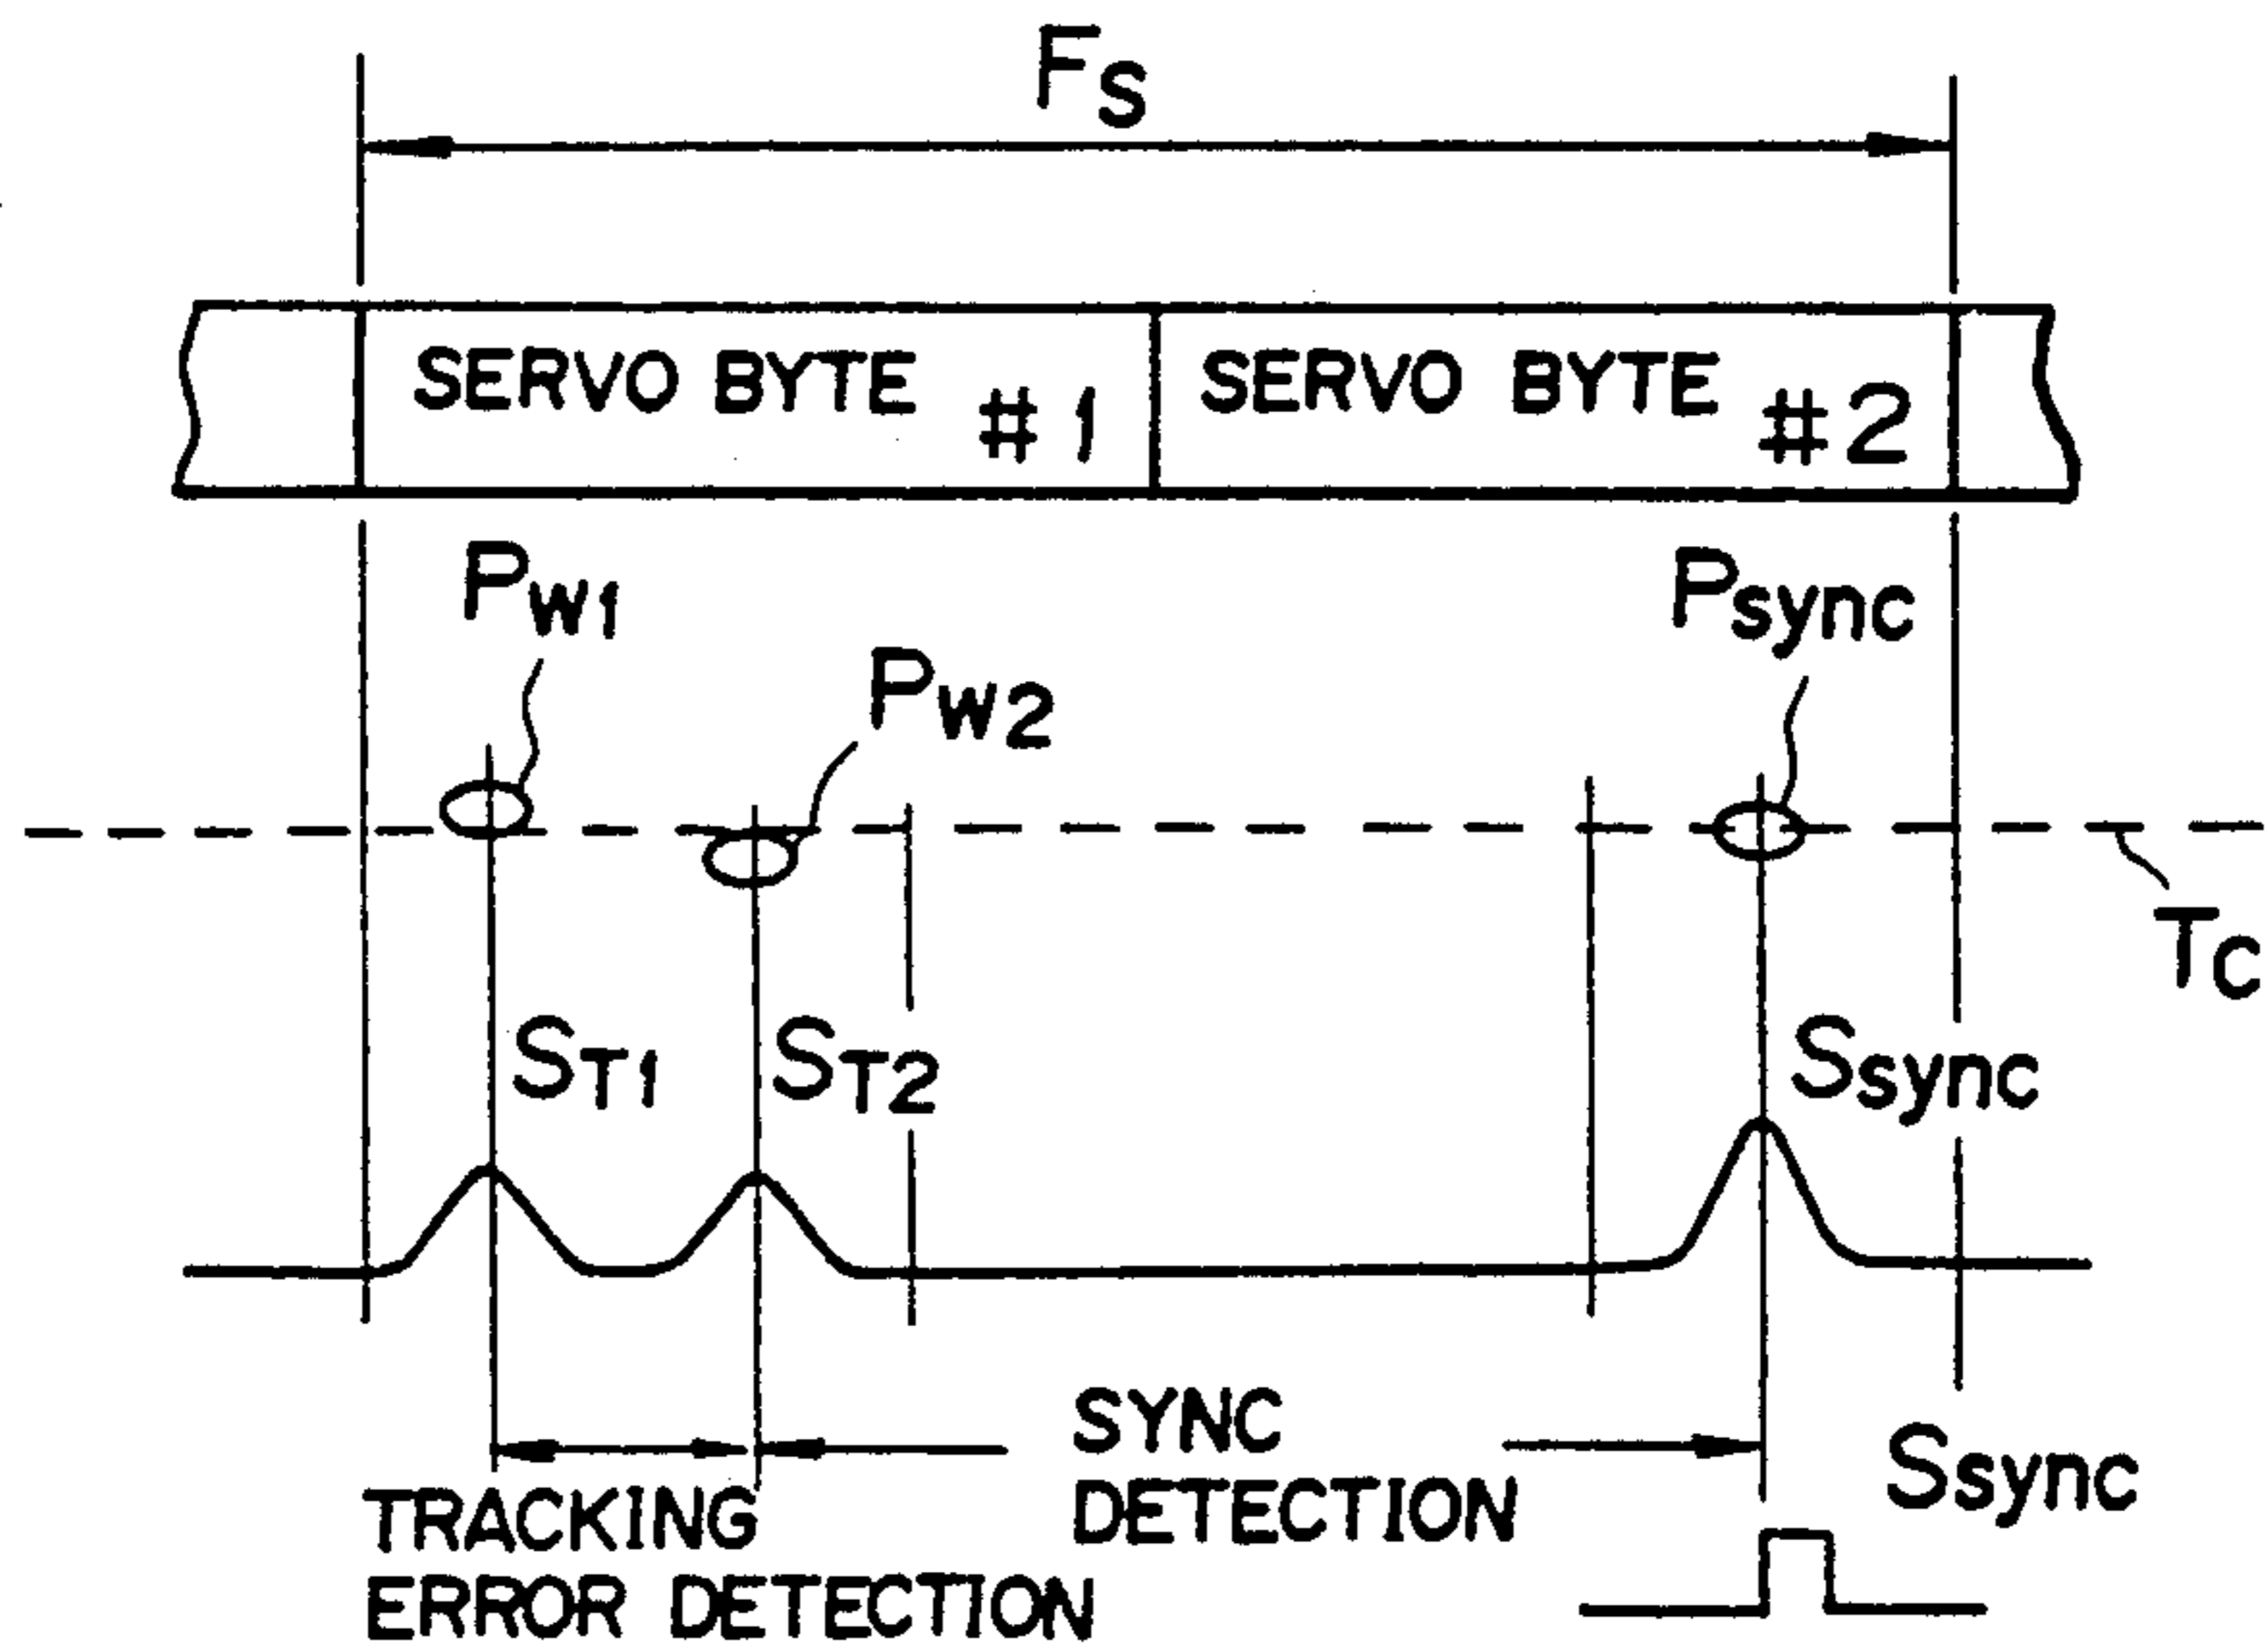 FS
SERVO BYTE #1
SERVO BYTE #2
PW1
PW2
Psync
TC
ST1
ST2
Ssync
SYNC
DETECTION
TRACKING
ERROR DETECTION
Ssync